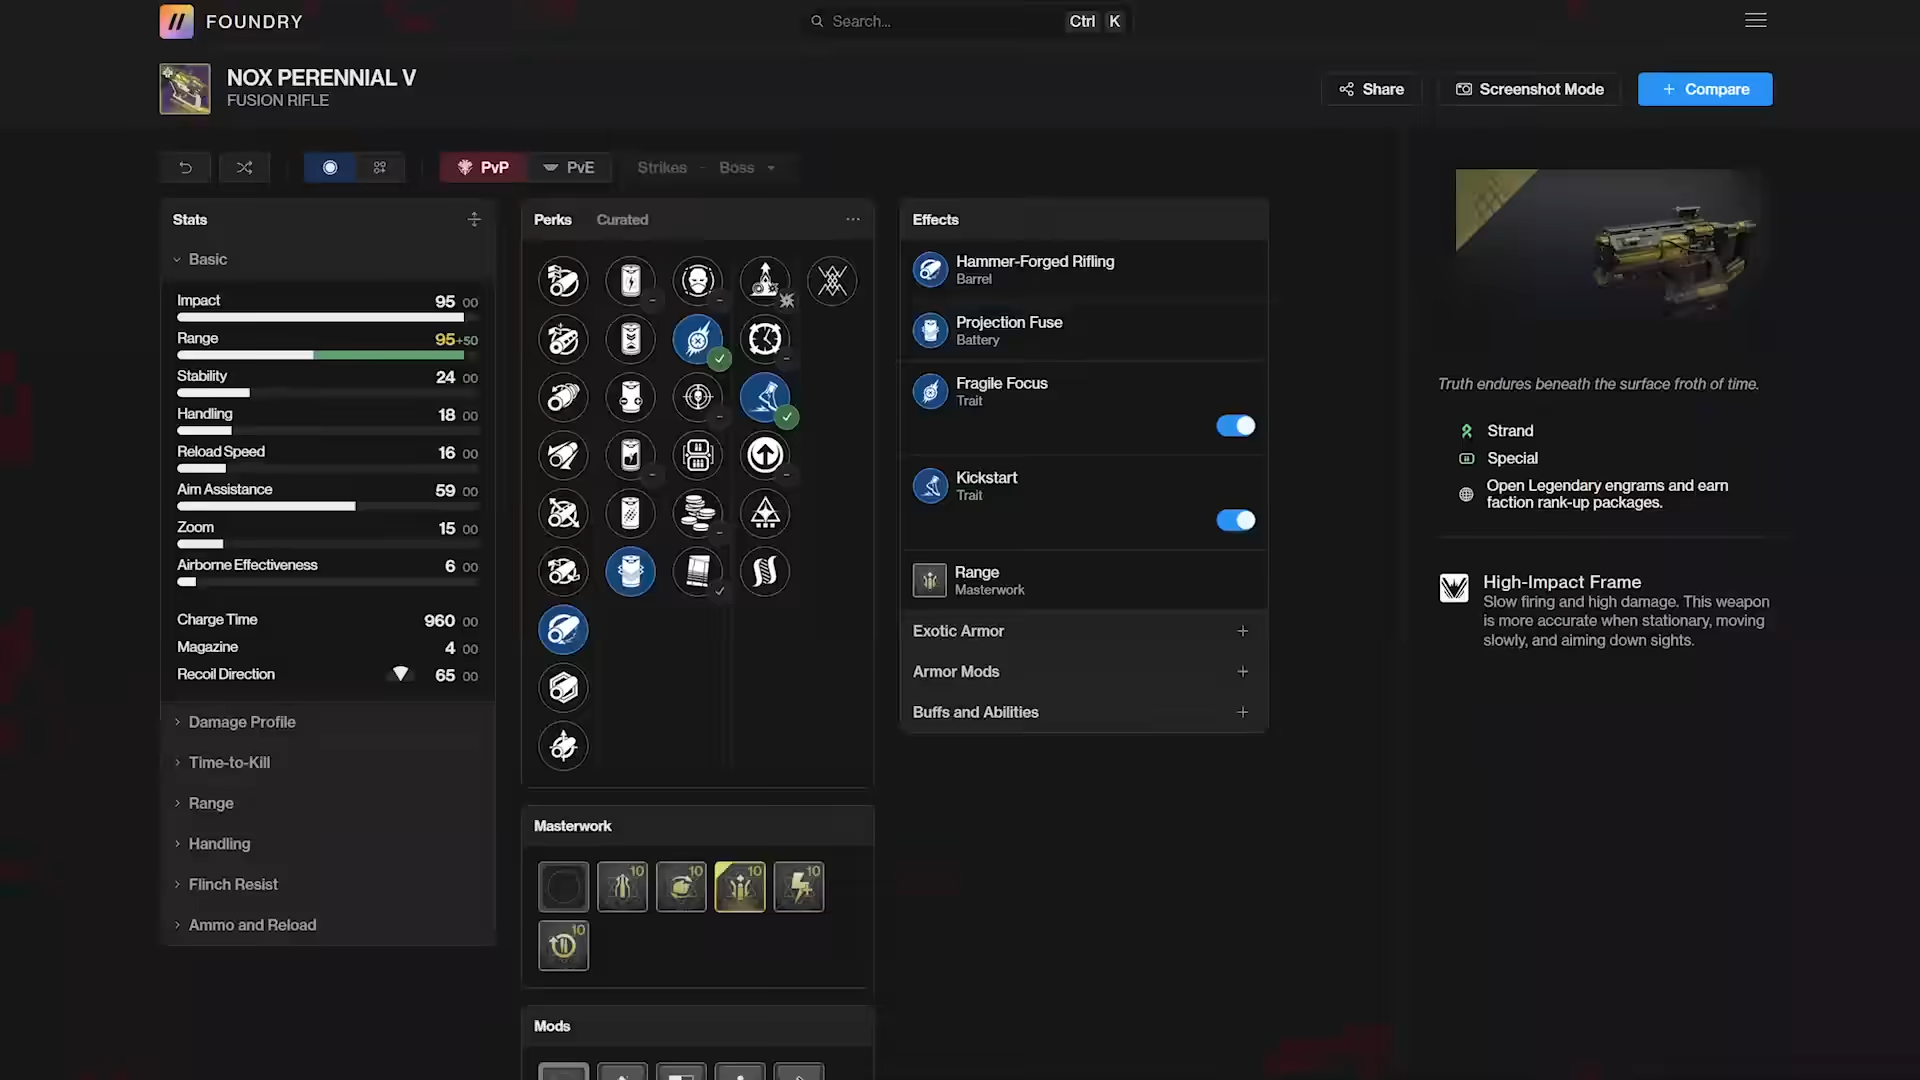 FOUNDRY
Search...
Ctrl K
NOX PERENNIAL V
FUSION RIFLE
Share
Screenshot Mode
+ Compare
PvP
PvE
Strikes - Boss
Stats
Basic
Impact 95 00
Range 95+50
Stability 24 00
Handling 18 00
Reload Speed 16 00
Aim Assistance 59 00
Zoom 15 00
Airborne Effectiveness 6 00
Charge Time 960 00
Magazine 4 00
Recoil Direction 65 00
Damage Profile
Time-to-Kill
Range
Handling
Flinch Resist
Ammo and Reload
Perks Curated
Masterwork
10
10
10
10
10
Mods
Effects
Hammer-Forged Rifling
Barrel
Projection Fuse
Battery
Fragile Focus
Trait
Kickstart
Trait
Range
Masterwork
Exotic Armor +
Armor Mods +
Buffs and Abilities +
Truth endures beneath the surface froth of time.
Strand
Special
Open Legendary engrams and earn
faction rank-up packages.
High-Impact Frame
Slow firing and high damage. This weapon
is more accurate when stationary, moving
slowly, and aiming down sights.